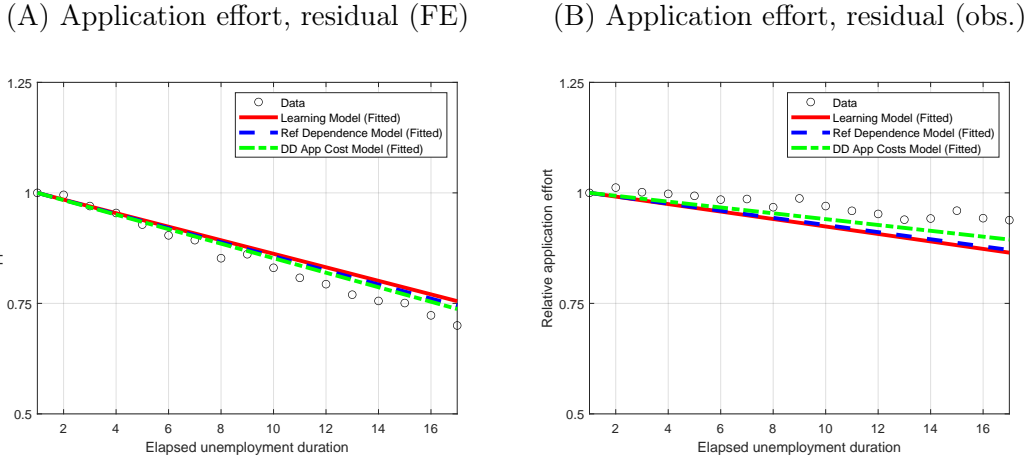 (A) Application effort, residual (FE)
(B) Application effort, residual (obs.)
1.25
1
0.75
0.5
Data
Learning Model (Fitted)
Ref Dependence Model (Fitted)
DD App Cost Model (Fitted)
2 4 6 8 10 12 14 16
Elapsed unemployment duration
Relative application effort
1.25
1
0.75
0.5
Data
Learning Model (Fitted)
Ref Dependence Model (Fitted)
DD App Costs Model (Fitted)
2 4 6 8 10 12 14 16
Elapsed unemployment duration